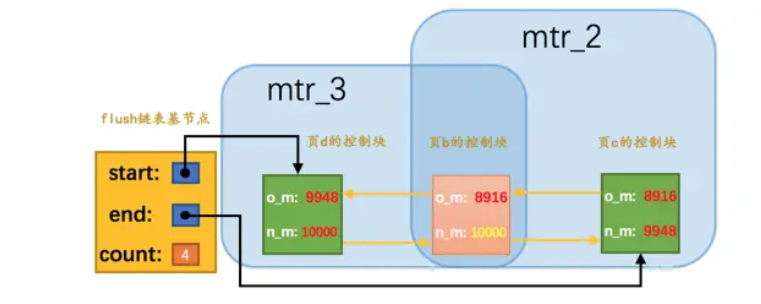 mtr_2
mtr_3
flush链表基节点
页d的控制块
页b的控制块
页c的控制块
start:
end:
count: 4
o_m: 9948
n_m: 10000
o_m: 8916
n_m: 10000
o_m: 8916
n_m: 9948